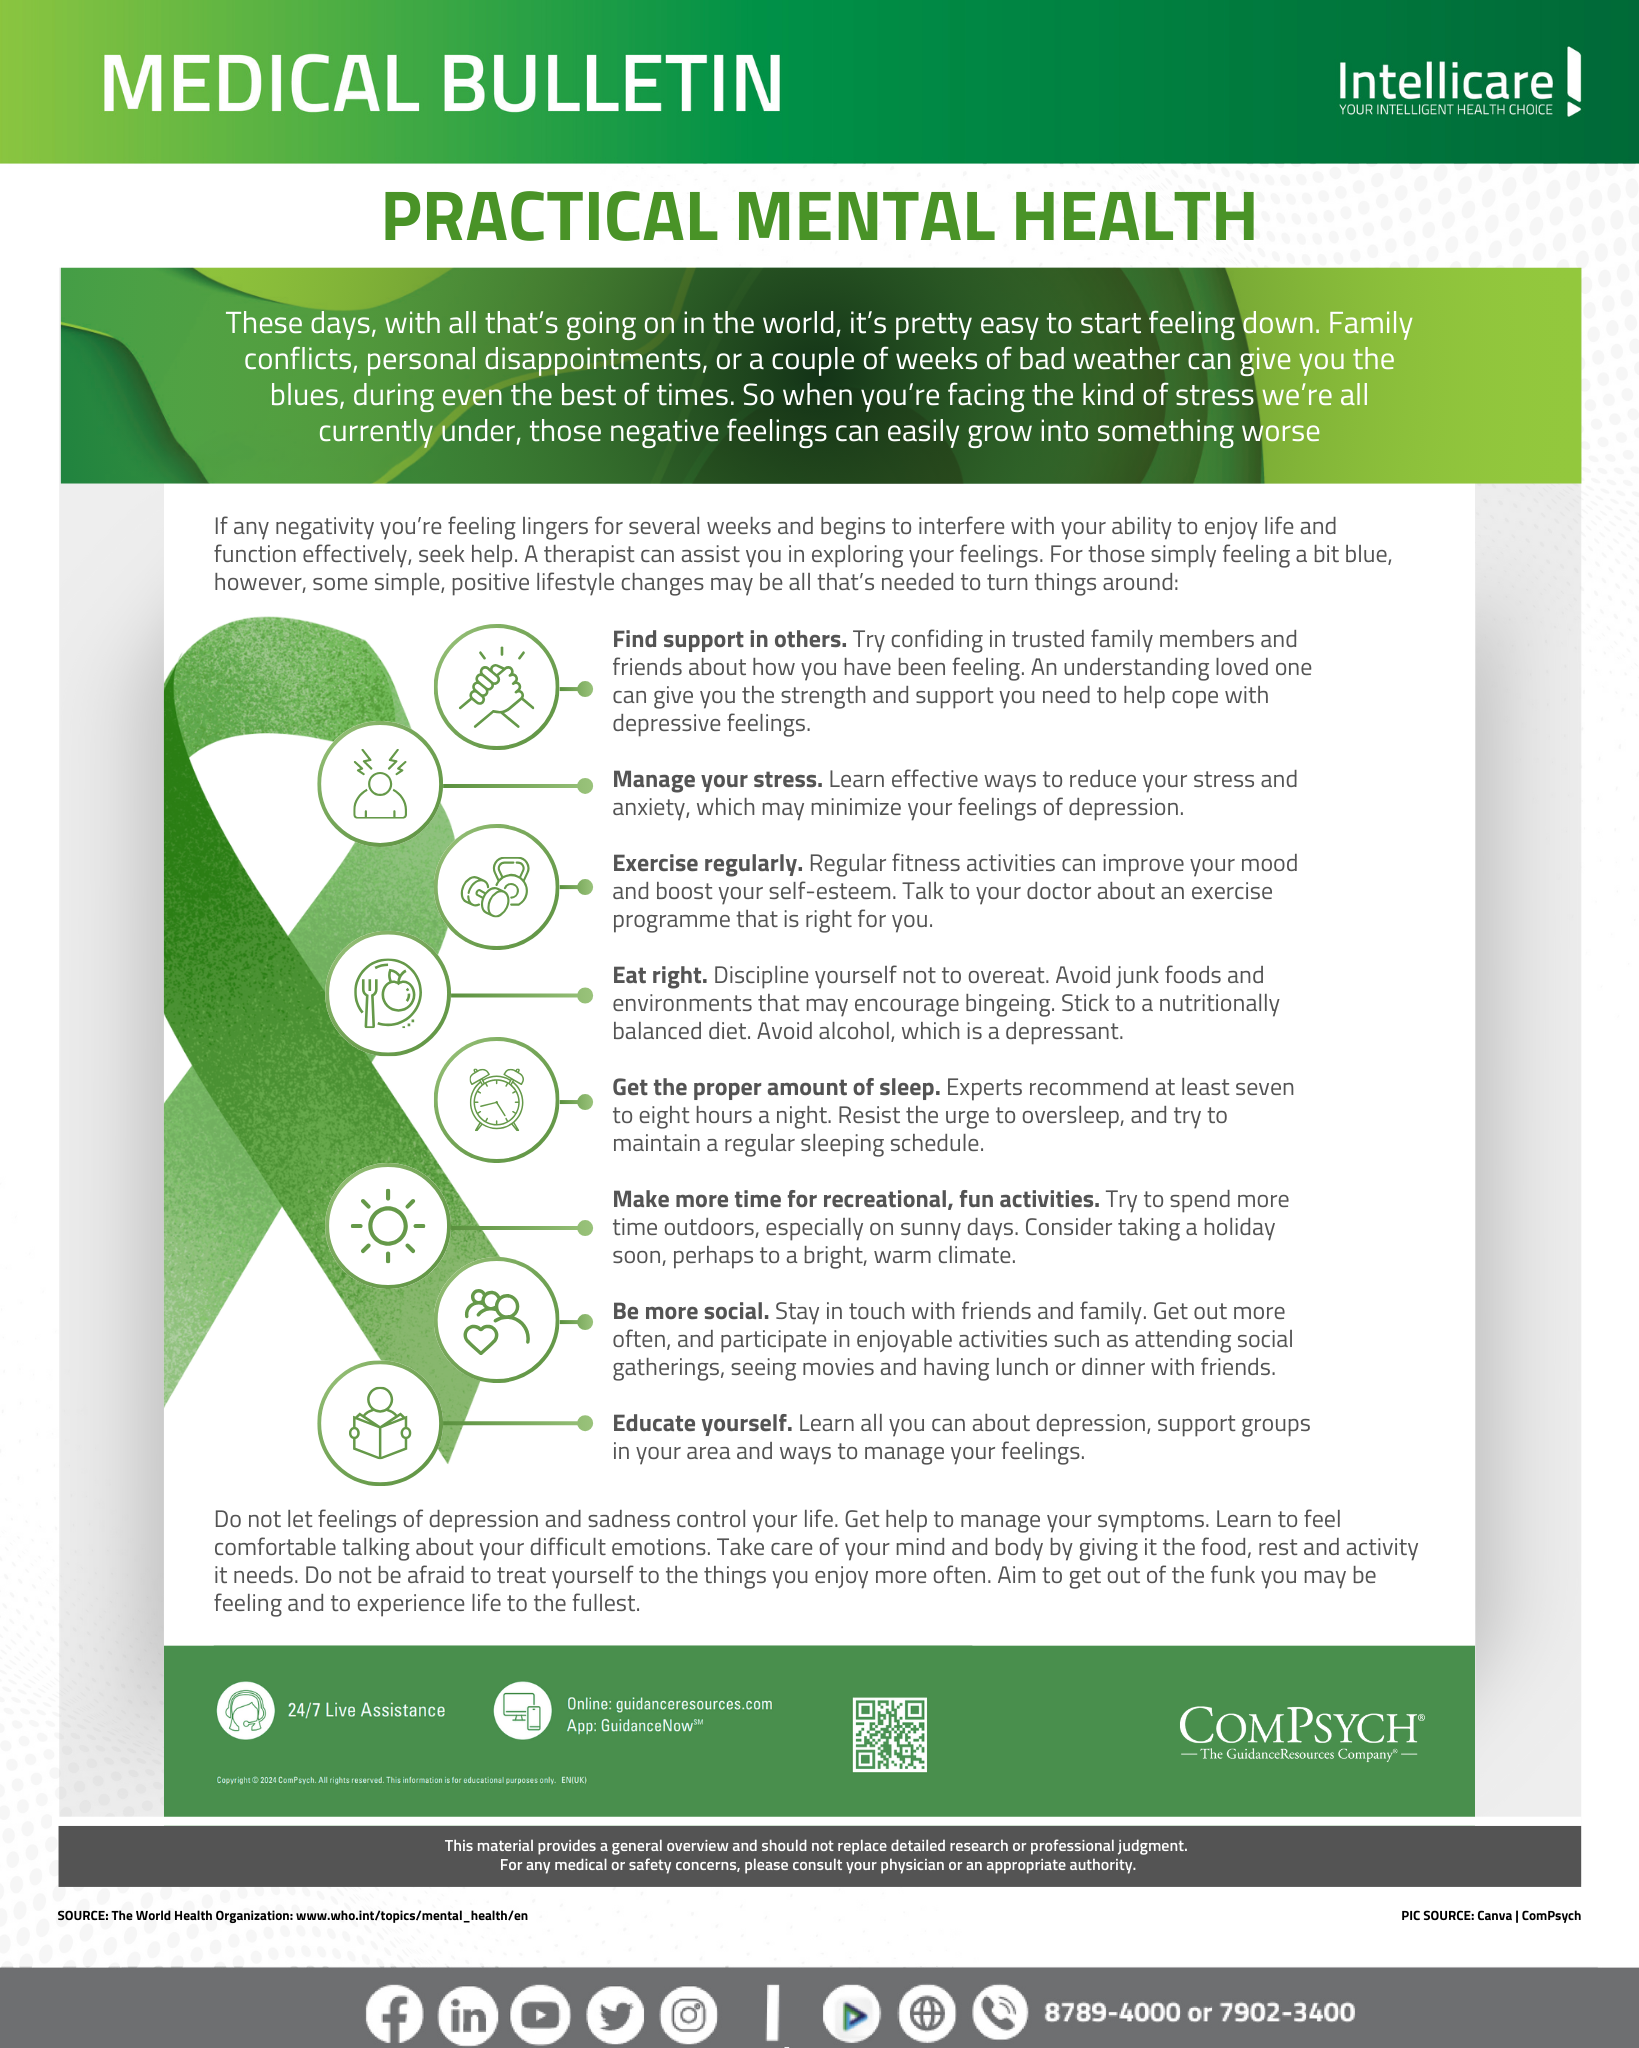 MEDICAL BULLETIN
Intellicare
YOUR INTELLIGENT HEALTH CHOICE
PRACTICAL MENTAL HEALTH
These days, with all that's going on in the world, it's pretty easy to start feeling down. Family
conflicts, personal disappointments, or a couple of weeks of bad weather can give you the
blues, during even the best of times. So when you're facing the kind of stress we're all
currently under, those negative feelings can easily grow into something worse
If any negativity you're feeling lingers for several weeks and begins to interfere with your ability to enjoy life and
function effectively, seek help. A therapist can assist you in exploring your feelings. For those simply feeling a bit blue,
however, some simple, positive lifestyle changes may be all that's needed to turn things around:
Find support in others. Try confiding in trusted family members and
friends about how you have been feeling. An understanding loved one
can give you the strength and support you need to help cope with
depressive feelings.
Manage your stress. Learn effective ways to reduce your stress and
anxiety, which may minimize your feelings of depression.
Exercise regularly. Regular fitness activities can improve your mood
and boost your self-esteem. Talk to your doctor about an exercise
programme that is right for you.
Eat right. Discipline yourself not to overeat. Avoid junk foods and
environments that may encourage bingeing. Stick to a nutritionally
balanced diet. Avoid alcohol, which is a depressant.
Get the proper amount of sleep. Experts recommend at least seven
to eight hours a night. Resist the urge to oversleep, and try to
maintain a regular sleeping schedule.
Make more time for recreational, fun activities. Try to spend more
time outdoors, especially on sunny days. Consider taking a holiday
soon, perhaps to a bright, warm climate.
Be more social. Stay in touch with friends and family. Get out more
often, and participate in enjoyable activities such as attending social
gatherings, seeing movies and having lunch or dinner with friends.
Educate yourself. Learn all you can about depression, support groups
in your area and ways to manage your feelings.
Do not let feelings of depression and sadness control your life. Get help to manage your symptoms. Learn to feel
comfortable talking about your difficult emotions. Take care of your mind and body by giving it the food, rest and activity
it needs. Do not be afraid to treat yourself to the things you enjoy more often. Aim to get out of the funk you may be
feeling and to experience life to the fullest.
24/7 Live Assistance
Online: guidanceresources.com
App: GuidanceNow℠
COMPSYCH®
The GuidanceResources Company®
Copyright © 2024 ComPsych. All rights reserved. This information is for educational purposes only. EN(UK)
This material provides a general overview and should not replace detailed research or professional judgment.
For any medical or safety concerns, please consult your physician or an appropriate authority.
SOURCE: The World Health Organization: www.who.int/topics/mental_health/en
PIC SOURCE: Canva | ComPsych
8789-4000 or 7902-3400